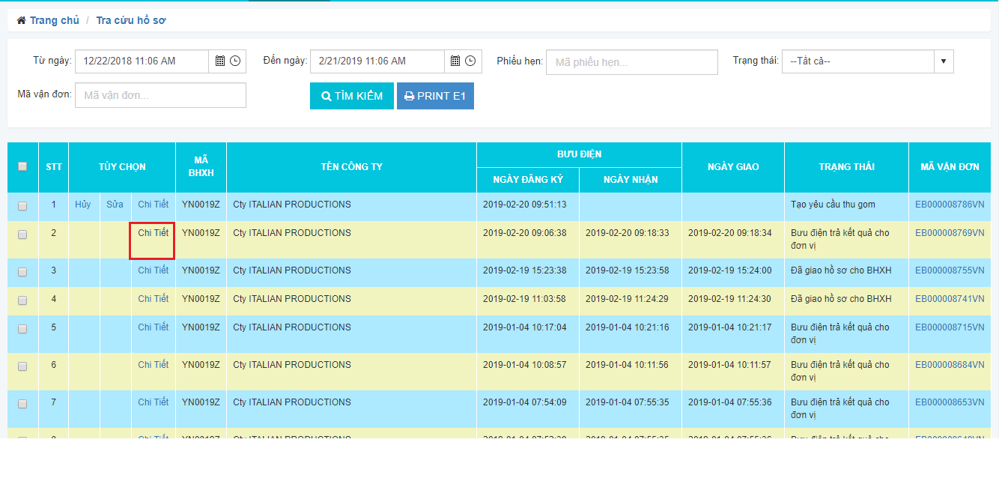 Trang chủ / Tra cứu hồ sơ
Từ ngày: 12/22/2018 11:06 AM Đến ngày: 2/21/2019 11:06 AM Phiếu hẹn: Mã phiếu hẹn... Trạng thái: --Tất cả--
Mã vận đơn: Mã vận đơn... TÌM KIẾM PRINT E1
STT TÙY CHỌN MÃ BHXH TÊN CÔNG TY BƯU ĐIỆN NGÀY GIAO TRẠNG THÁI MÃ VẬN ĐƠN
NGÀY ĐĂNG KÝ NGÀY NHẬN
1 Hủy Sửa Chi Tiết YN0019Z Cty ITALIAN PRODUCTIONS 2019-02-20 09:51:13 Tạo yêu cầu thu gom EB000008786VN
2 Chi Tiết YN0019Z Cty ITALIAN PRODUCTIONS 2019-02-20 09:06:38 2019-02-20 09:18:33 2019-02-20 09:18:34 Bưu điện trả kết quả cho EB000008769VN
đơn vị
3 Chi Tiết YN0019Z Cty ITALIAN PRODUCTIONS 2019-02-19 15:23:38 2019-02-19 15:23:58 2019-02-19 15:24:00 Đã giao hồ sơ cho BHXH EB000008755VN
4 Chi Tiết YN0019Z Cty ITALIAN PRODUCTIONS 2019-02-19 11:03:58 2019-02-19 11:24:29 2019-02-19 11:24:30 Đã giao hồ sơ cho BHXH EB000008741VN
5 Chi Tiết YN0019Z Cty ITALIAN PRODUCTIONS 2019-01-04 10:17:04 2019-01-04 10:21:16 2019-01-04 10:21:17 Bưu điện trả kết quả cho EB000008715VN
đơn vị
6 Chi Tiết YN0019Z Cty ITALIAN PRODUCTIONS 2019-01-04 10:08:57 2019-01-04 10:11:56 2019-01-04 10:11:57 Bưu điện trả kết quả cho EB000008684VN
đơn vị
7 Chi Tiết YN0019Z Cty ITALIAN PRODUCTIONS 2019-01-04 07:54:09 2019-01-04 07:55:35 2019-01-04 07:55:36 Bưu điện trả kết quả cho EB000008653VN
đơn vị